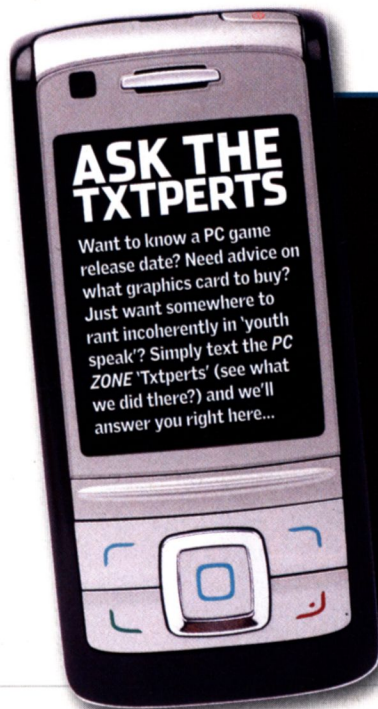 ASK THE
TXTPERTS
Want to know a PC game
release date? Need advice on
what graphics card to buy?
Just want somewhere to
rant incoherently in 'youth
speak'? Simply text the PC
ZONE 'Txtperts' (see what
we did there?) and we'll
answer you right here...